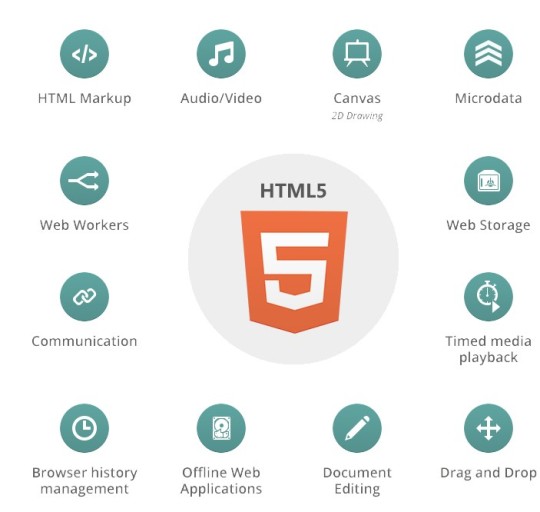 </>
HTML Markup
Audio/Video
Canvas
2D Drawing
Microdata
HTML5
5
Web Workers
Web Storage
Communication
Timed media
playback
Browser history
management
Offline Web
Applications
Document
Editing
Drag and Drop